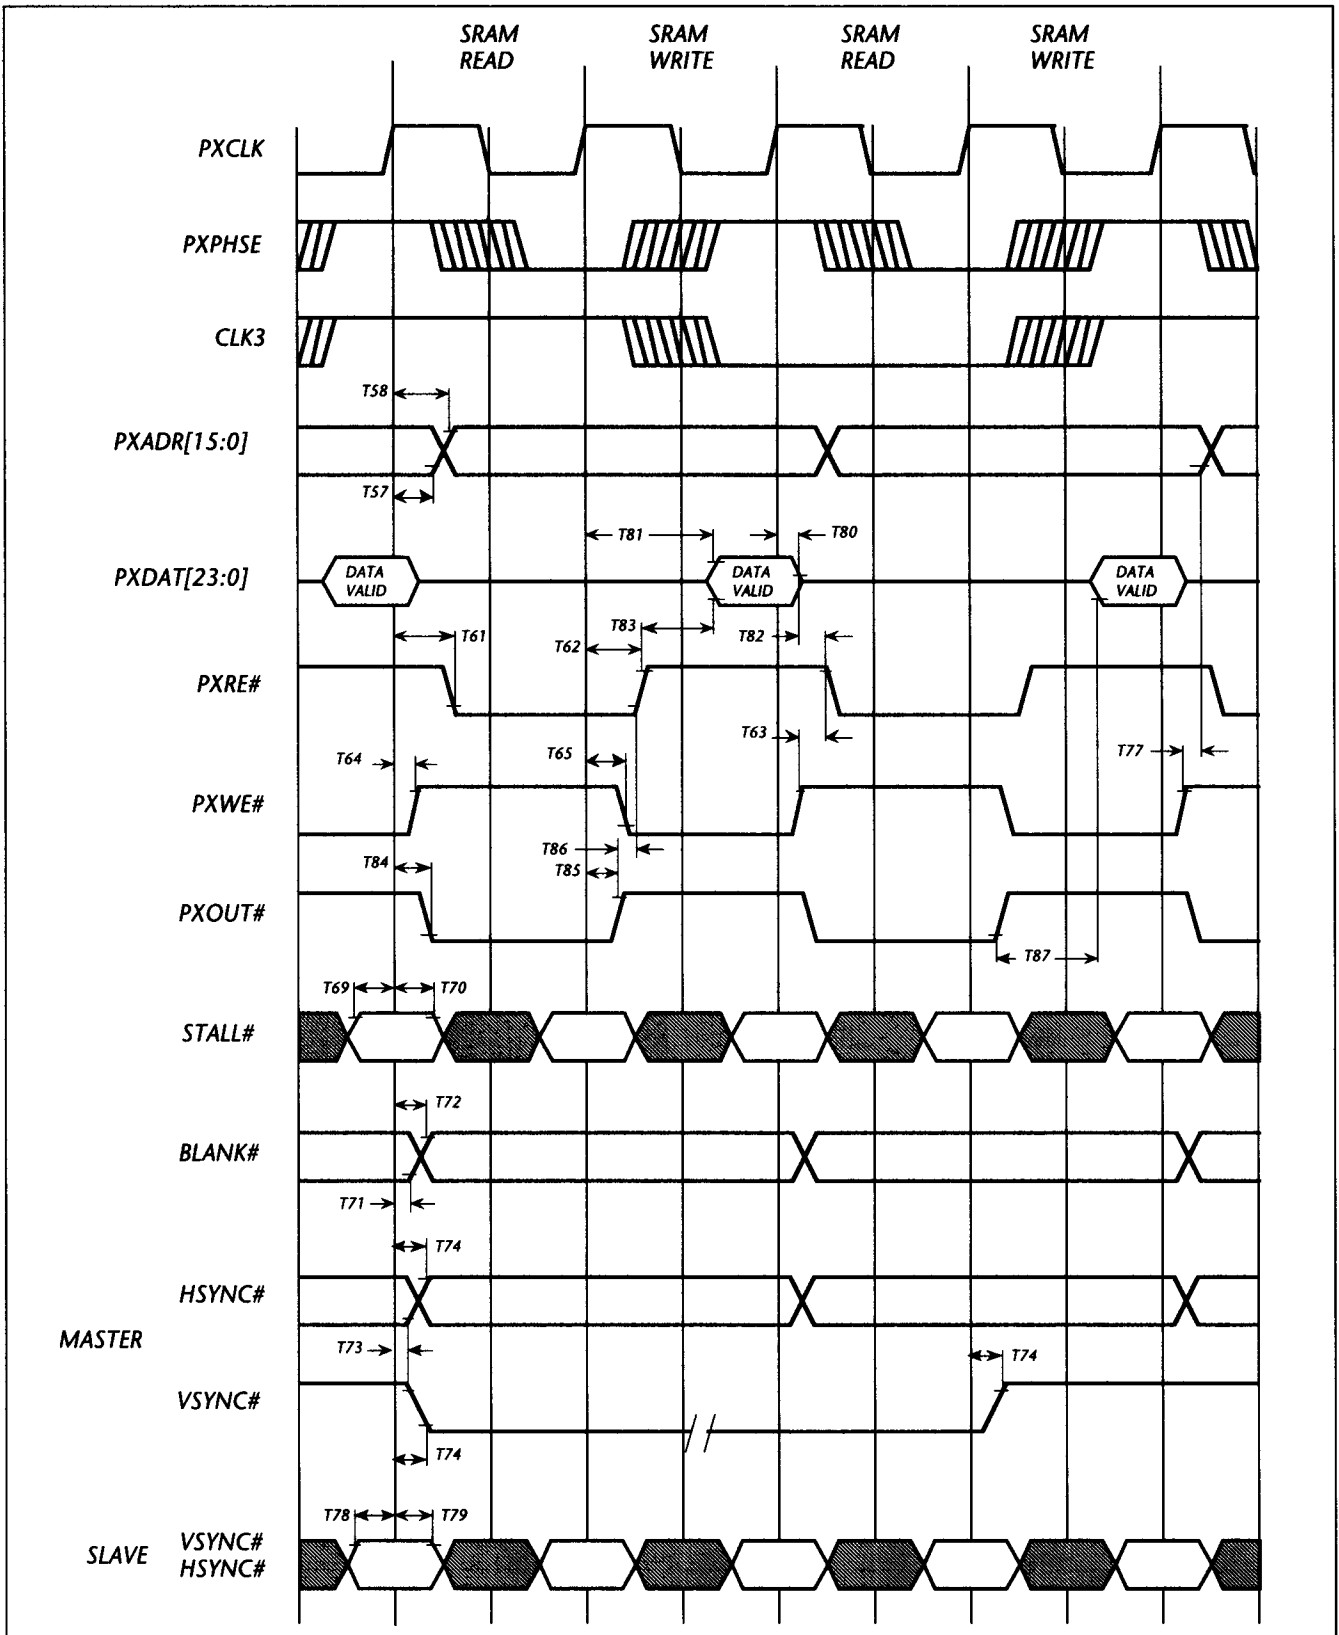 SRAM READ
SRAM WRITE
SRAM READ
SRAM WRITE
PXCLK
PXPHSE
CLK3
T58
PXADR[15:0]
T57
T81
T80
PXDAT[23:0]
DATA VALID
DATA VALID
DATA VALID
T61
T62
T83
T82
PXRE#
T63
T64
T65
T77
PXWE#
T86
T84
T85
PXOUT#
T87
T69
T70
STALL#
T72
BLANK#
T71
T74
HSYNC#
MASTER
T73
T74
VSYNC#
T74
T78
T79
SLAVE
VSYNC#
HSYNC#